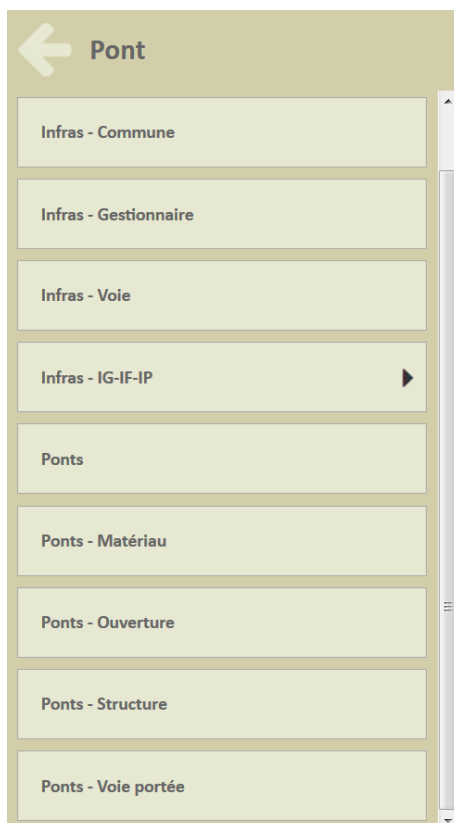 Pont
Infras - Commune
Infras - Gestionnaire
Infras - Voie
Infras - IG-IF-IP
Ponts
Ponts - Matériau
Ponts - Ouverture
Ponts - Structure
Ponts - Voie portée